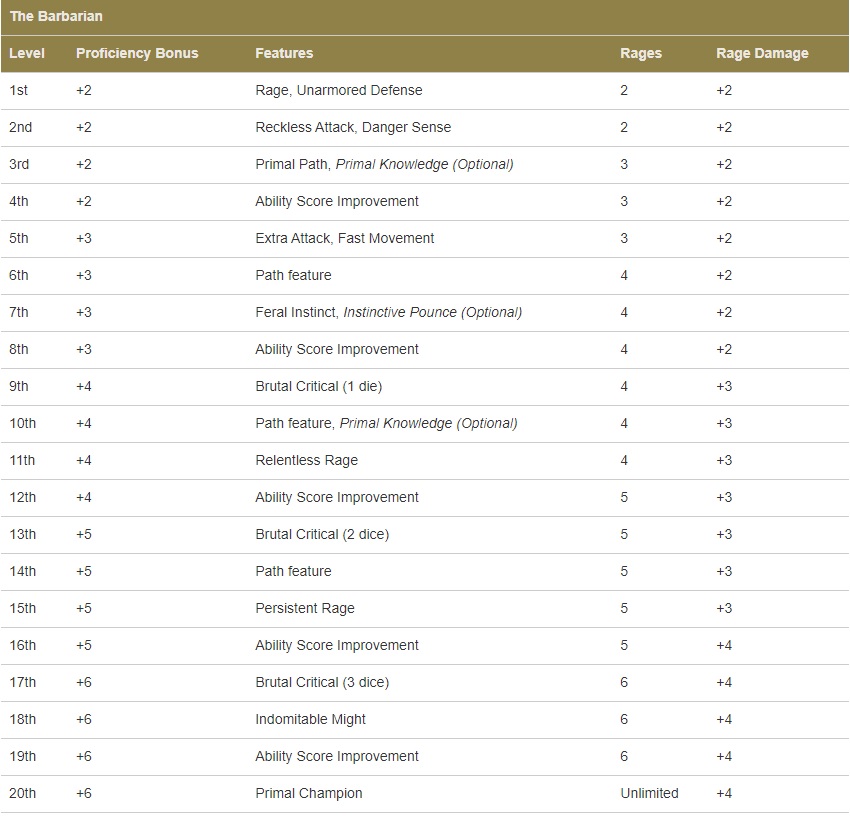 The Barbarian
Level Proficiency Bonus Features Rages Rage Damage
1st +2 Rage, Unarmored Defense 2 +2
2nd +2 Reckless Attack, Danger Sense 2 +2
3rd +2 Primal Path, Primal Knowledge (Optional) 3 +2
4th +2 Ability Score Improvement 3 +2
5th +3 Extra Attack, Fast Movement 3 +2
6th +3 Path feature 4 +2
7th +3 Feral Instinct, Instinctive Pounce (Optional) 4 +2
8th +3 Ability Score Improvement 4 +2
9th +4 Brutal Critical (1 die) 4 +3
10th +4 Path feature, Primal Knowledge (Optional) 4 +3
11th +4 Relentless Rage 4 +3
12th +4 Ability Score Improvement 5 +3
13th +5 Brutal Critical (2 dice) 5 +3
14th +5 Path feature 5 +3
15th +5 Persistent Rage 5 +3
16th +5 Ability Score Improvement 5 +4
17th +6 Brutal Critical (3 dice) 6 +4
18th +6 Indomitable Might 6 +4
19th +6 Ability Score Improvement 6 +4
20th +6 Primal Champion Unlimited +4